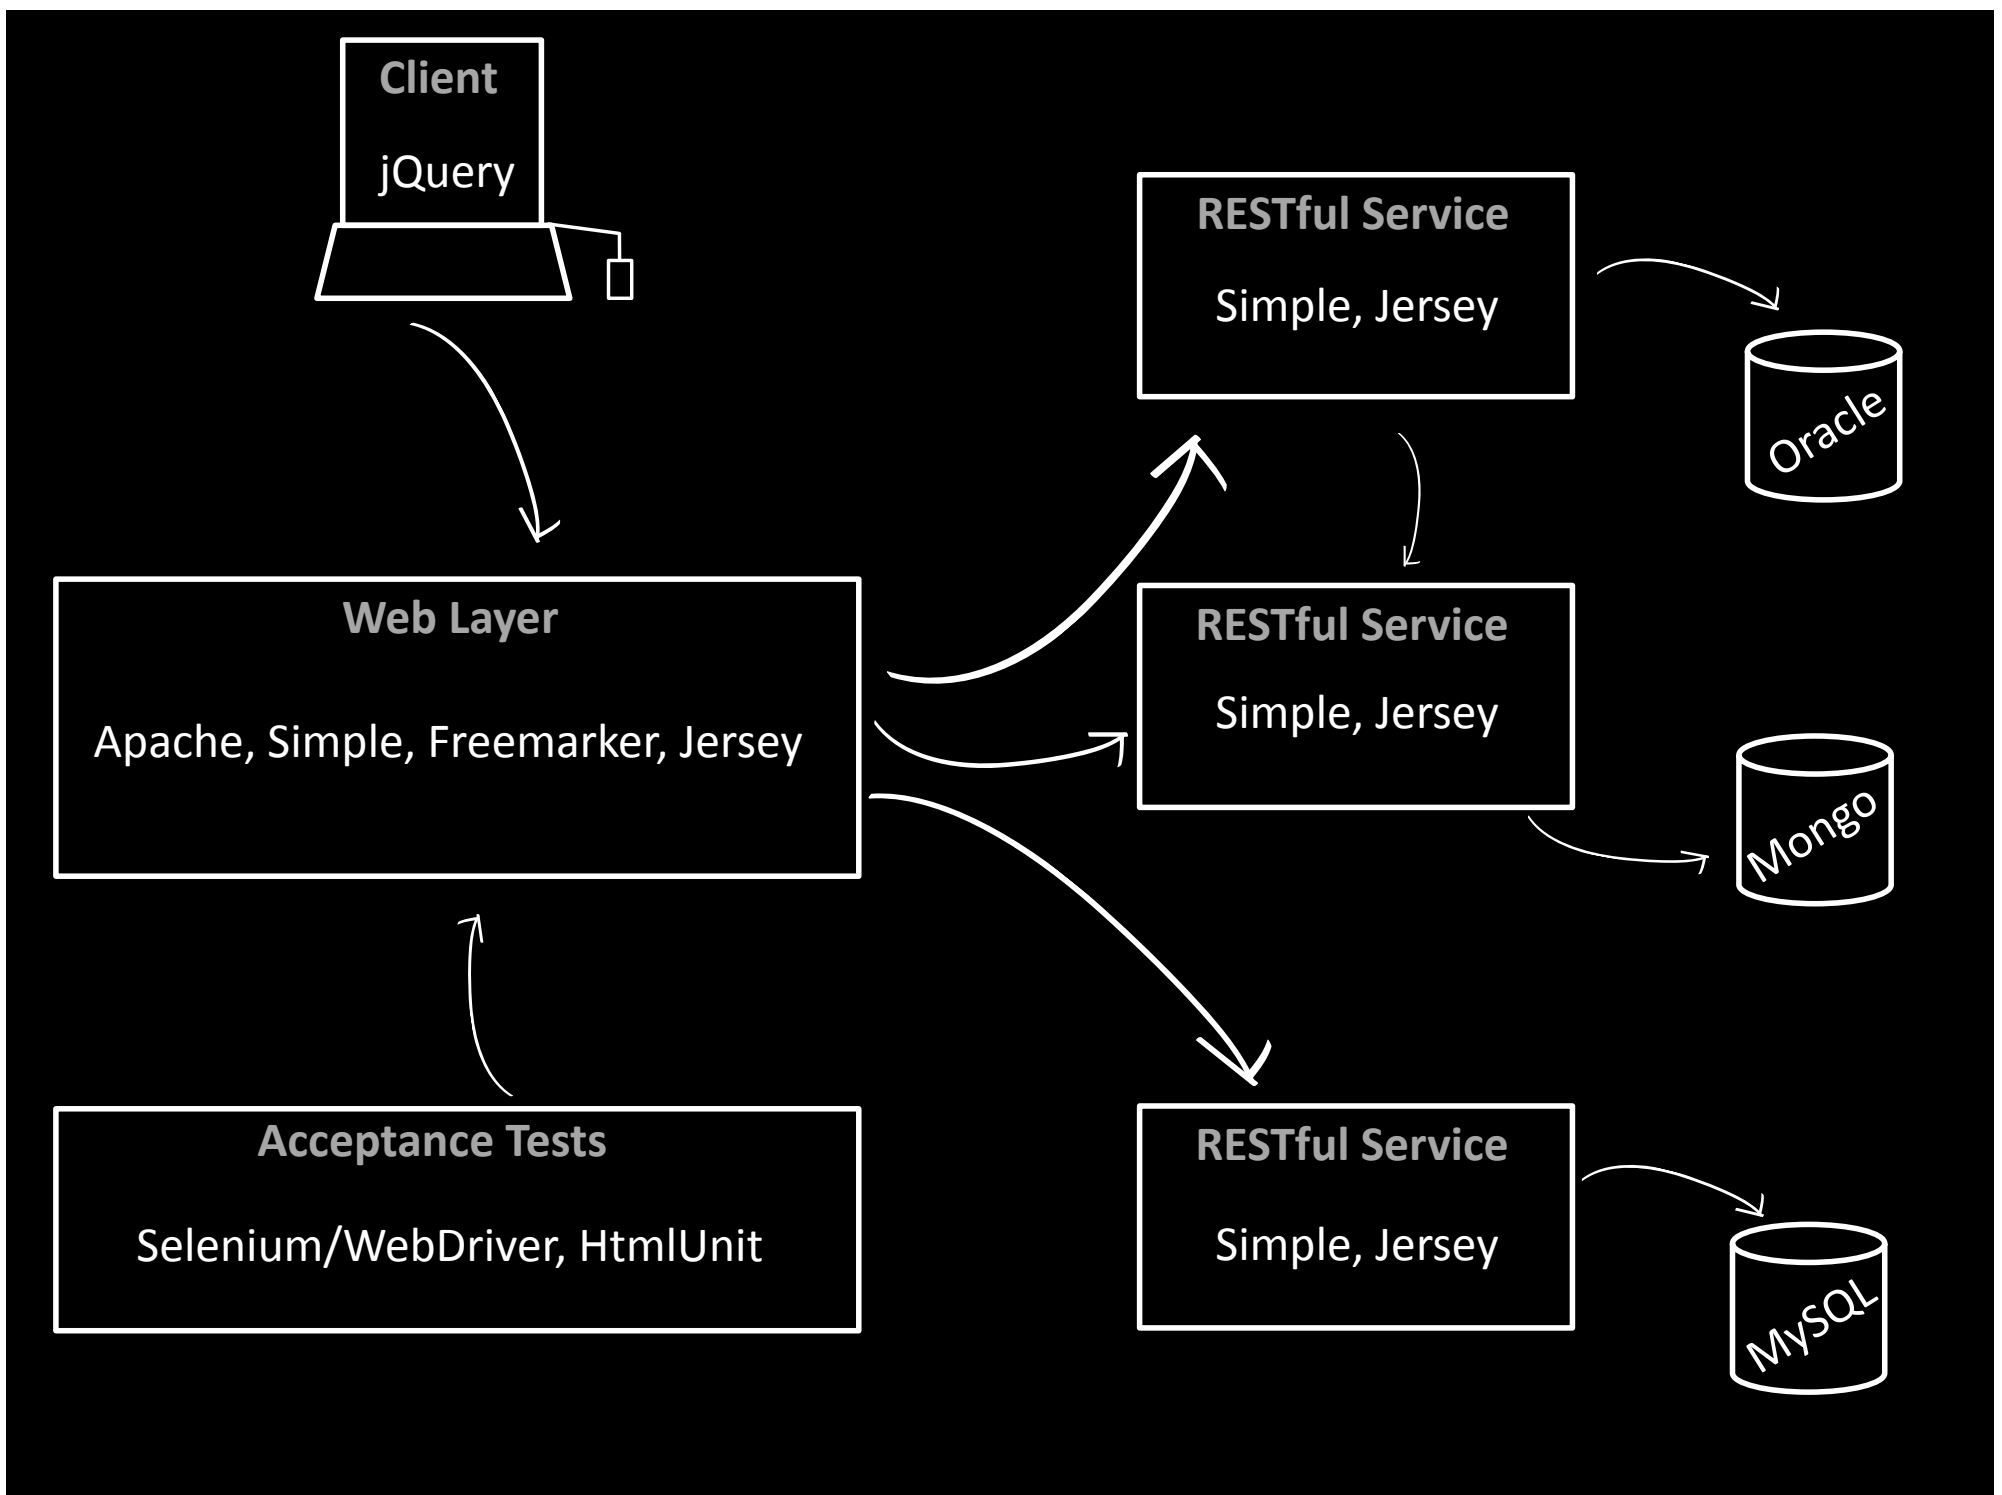 Client
jQuery
Web Layer
Apache, Simple, Freemarker, Jersey
Acceptance Tests
Selenium/WebDriver, HtmlUnit
RESTful Service
Simple, Jersey
Oracle
RESTful Service
Simple, Jersey
Mongo
RESTful Service
Simple, Jersey
MySQL